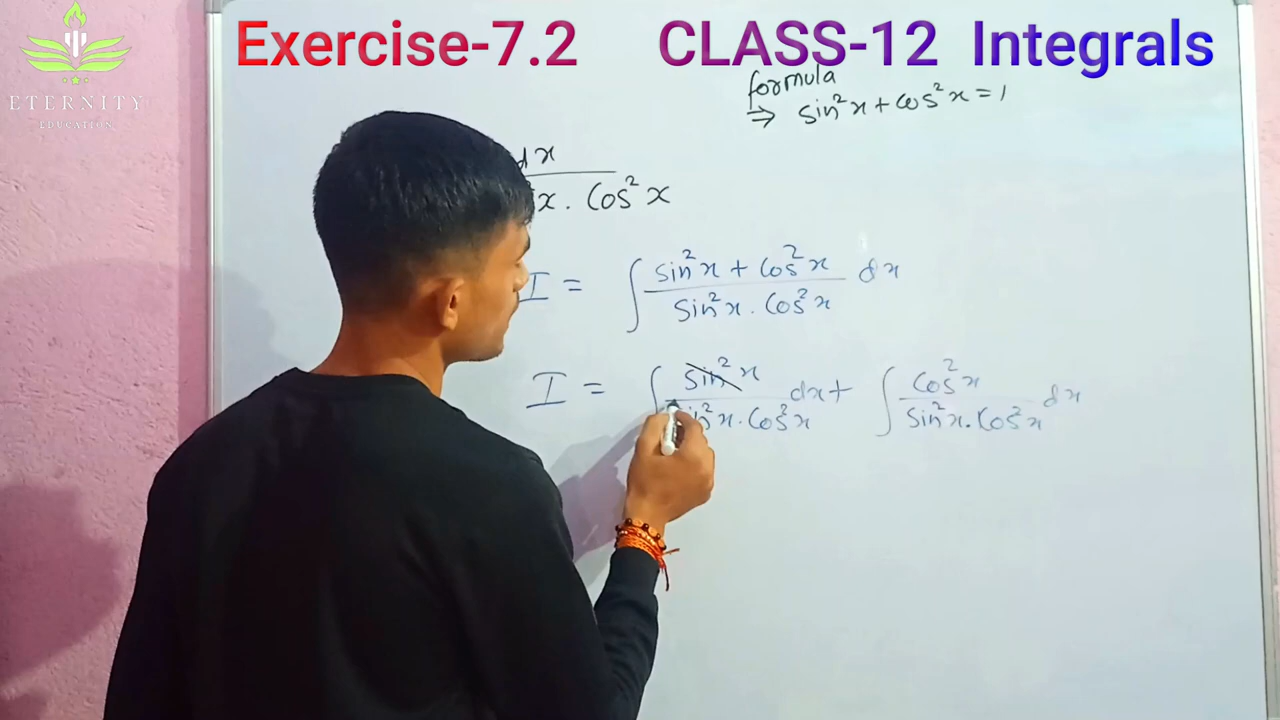 Exercise-7.2 CLASS-12 Integrals
ETERNITY
EDUCATION
formula
⇒ sin²x + cos²x = 1
dx
x . Cos²x
I = ∫ (sin²x + cos²x)/(Sin²x . Cos²x) dx
I = ∫ (sin²x)/(sin²x . Cos²x) dx + ∫ (Cos²x)/(Sin²x . Cos²x) dx